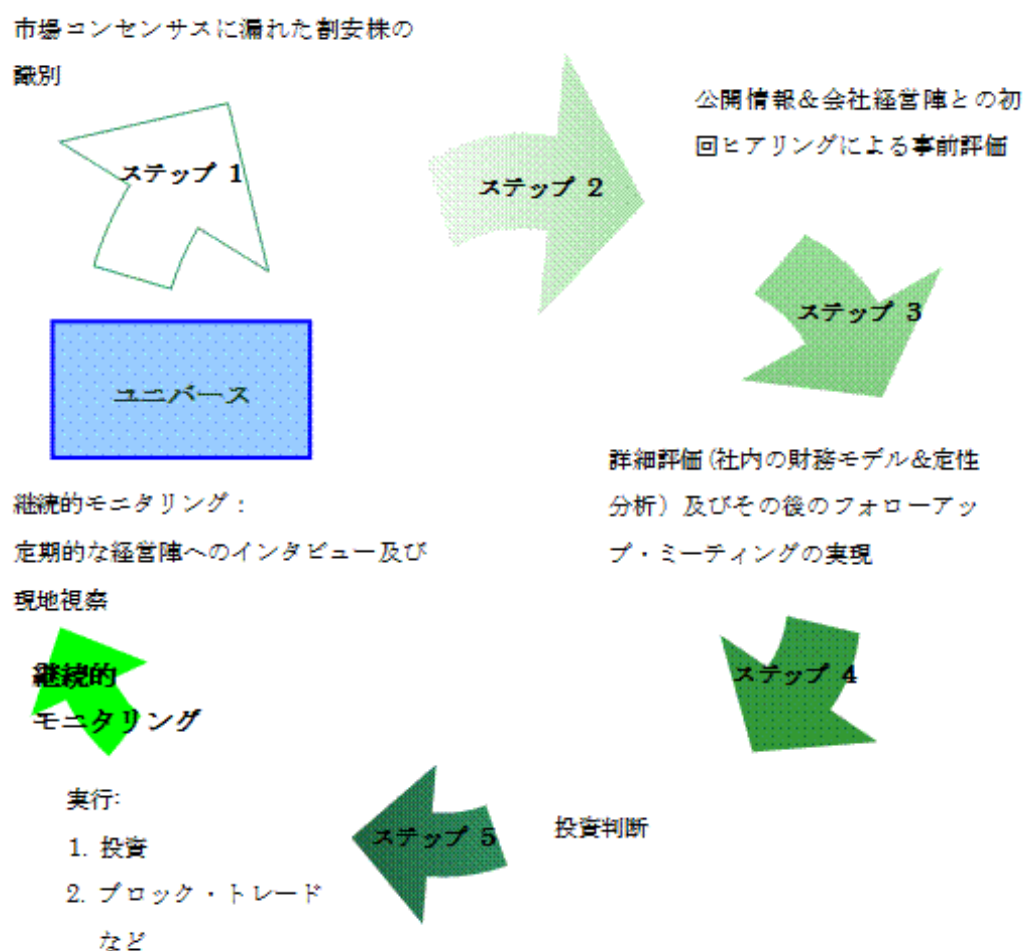 市場コンセンサスに漏れた割安株の
識別
ステップ 1
ステップ 2
公開情報＆会社経営陣との初
回ヒアリングによる事前評価
ステップ 3
ユニバース
詳細評価(社内の財務モデル＆定性
分析）及びその後のフォローアッ
プ・ミーティングの実現
継続的モニタリング：
定期的な経営陣へのインタビュー及び
現地視察
ステップ 4
継続的
モニタリング
投資判断
ステップ 5
実行:
1. 投資
2. ブロック・トレード
など